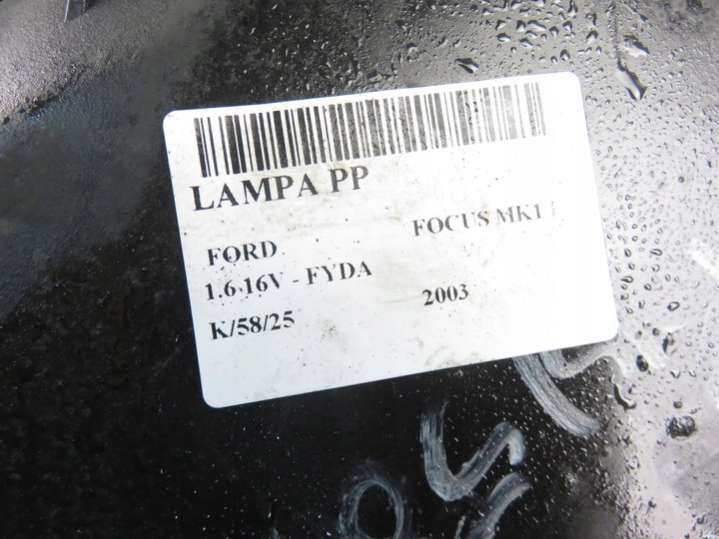 LAMPA PP
FORD FOCUS MK1
1.6 16V - FYDA
K/58/25 2003